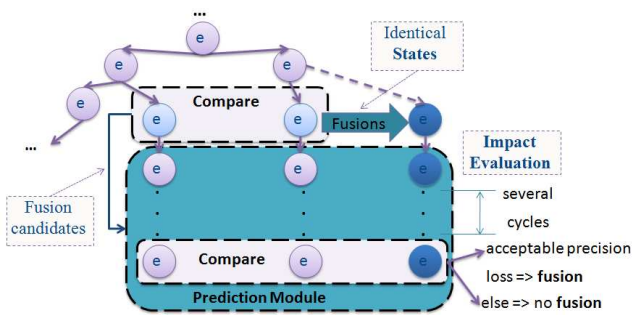 ...
e
e
e
e
Identical
States
Compare
e
e
Fusions
e
...
Impact
Evaluation
e
e
e
Fusion
candidates
several
cycles
Compare
e
e
e
acceptable precision
loss => fusion
else => no fusion
Prediction Module